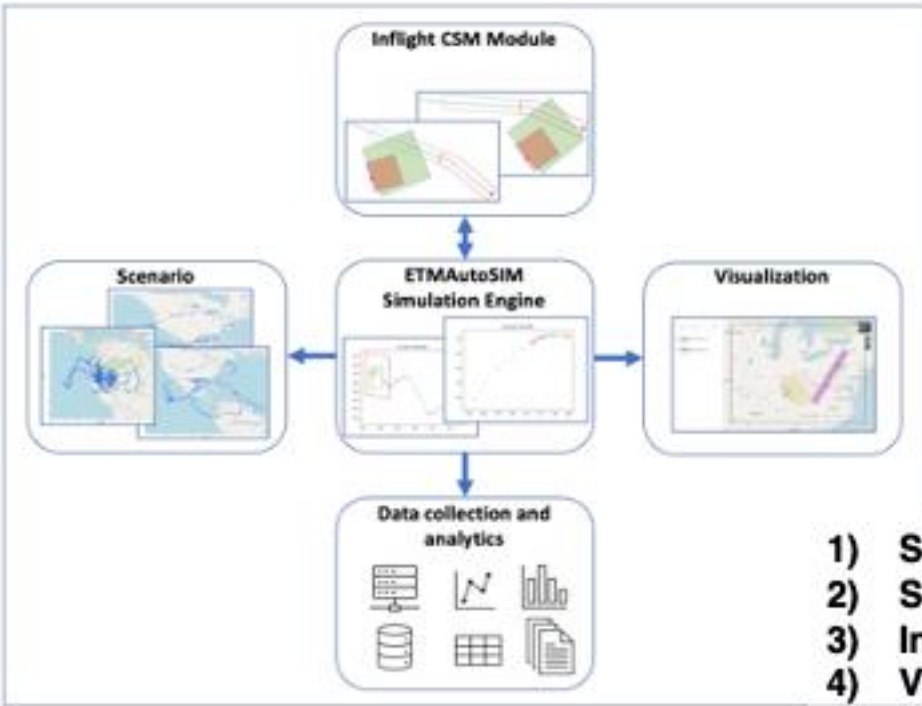 Inflight CSM Module
Scenario
ETMAutoSIM
Simulation Engine
Visualization
Data collection and
analytics
1) S
2) S
3) In
4) V